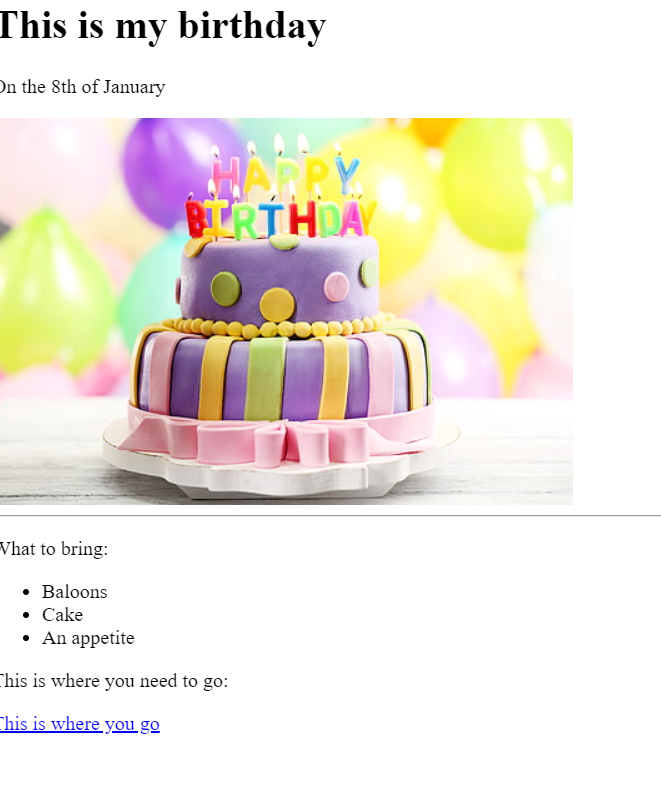 This is my birthday
On the 8th of January
HAPPY
BIRTHDAY
What to bring:
Baloons
Cake
An appetite
This is where you need to go:
This is where you go